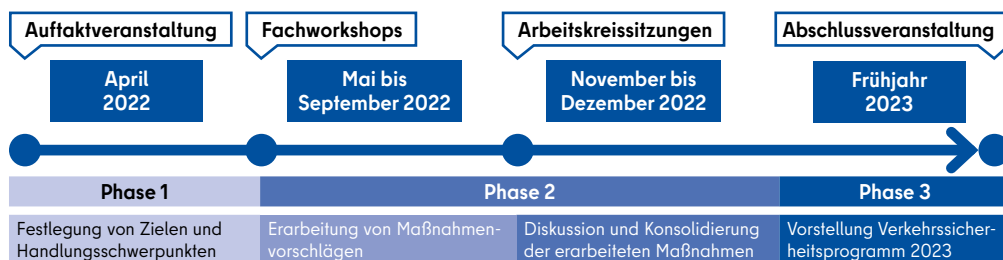 Auftaktveranstaltung
Fachworkshops
Arbeitskreissitzungen
Abschlussveranstaltung
April
2022
Mai bis
September 2022
November bis
Dezember 2022
Frühjahr
2023
Phase 1
Phase 2
Phase 3
Festlegung von Zielen und
Handlungsschwerpunkten
Erarbeitung von Maßnahmen-
vorschlägen
Diskussion und Konsolidierung
der erarbeiteten Maßnahmen
Vorstellung Verkehrssicher-
heitsprogramm 2023